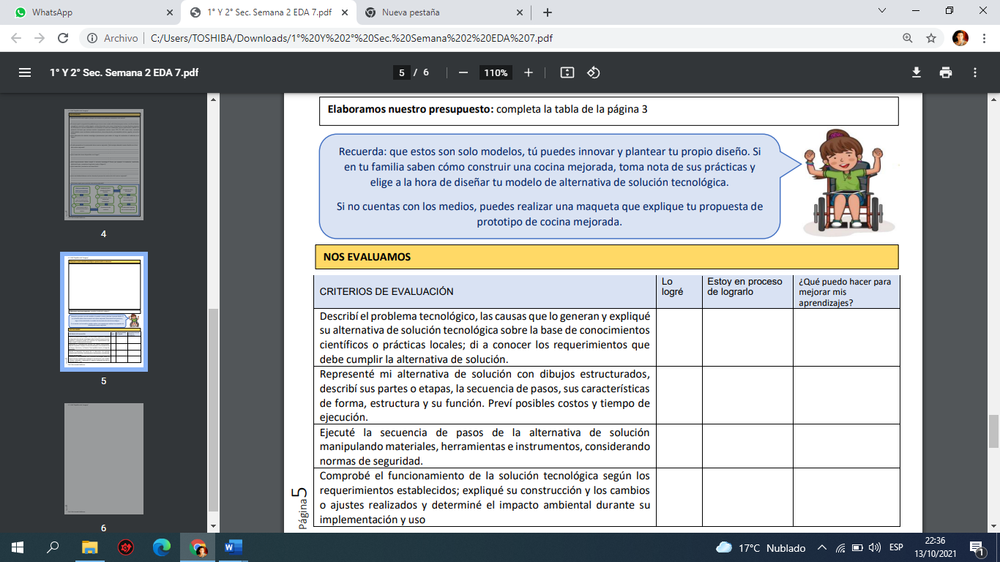 WhatsApp
1° Y 2° Sec. Semana 2 EDA 7.pdf
Nueva pestaña
Archivo
C:/Users/TOSHIBA/Downloads/1°%20Y%202°%20Sec.%20Semana%202%20EDA%207.pdf
1° Y 2° Sec. Semana 2 EDA 7.pdf
5 / 6
110%
4
5
6
Elaboramos nuestro presupuesto: completa la tabla de la página 3
Recuerda: que estos son solo modelos, tú puedes innovar y plantear tu propio diseño. Si
en tu familia saben cómo construir una cocina mejorada, toma nota de sus prácticas y
elige a la hora de diseñar tu modelo de alternativa de solución tecnológica.
Si no cuentas con los medios, puedes realizar una maqueta que explique tu propuesta de
prototipo de cocina mejorada.
NOS EVALUAMOS
CRITERIOS DE EVALUACIÓN
Lo
logré
Estoy en proceso
de lograrlo
¿Qué puedo hacer para
mejorar mis
aprendizajes?
Describí el problema tecnológico, las causas que lo generan y expliqué
su alternativa de solución tecnológica sobre la base de conocimientos
científicos o prácticas locales; di a conocer los requerimientos que
debe cumplir la alternativa de solución.
Representé mi alternativa de solución con dibujos estructurados,
describí sus partes o etapas, la secuencia de pasos, sus características
de forma, estructura y su función. Preví posibles costos y tiempo de
ejecución.
Ejecuté la secuencia de pasos de la alternativa de solución
manipulando materiales, herramientas e instrumentos, considerando
normas de seguridad.
Comprobé el funcionamiento de la solución tecnológica según los
requerimientos establecidos; expliqué su construcción y los cambios
o ajustes realizados y determiné el impacto ambiental durante su
implementación y uso
Página 5
17°C Nublado
ESP
22:36
13/10/2021
1